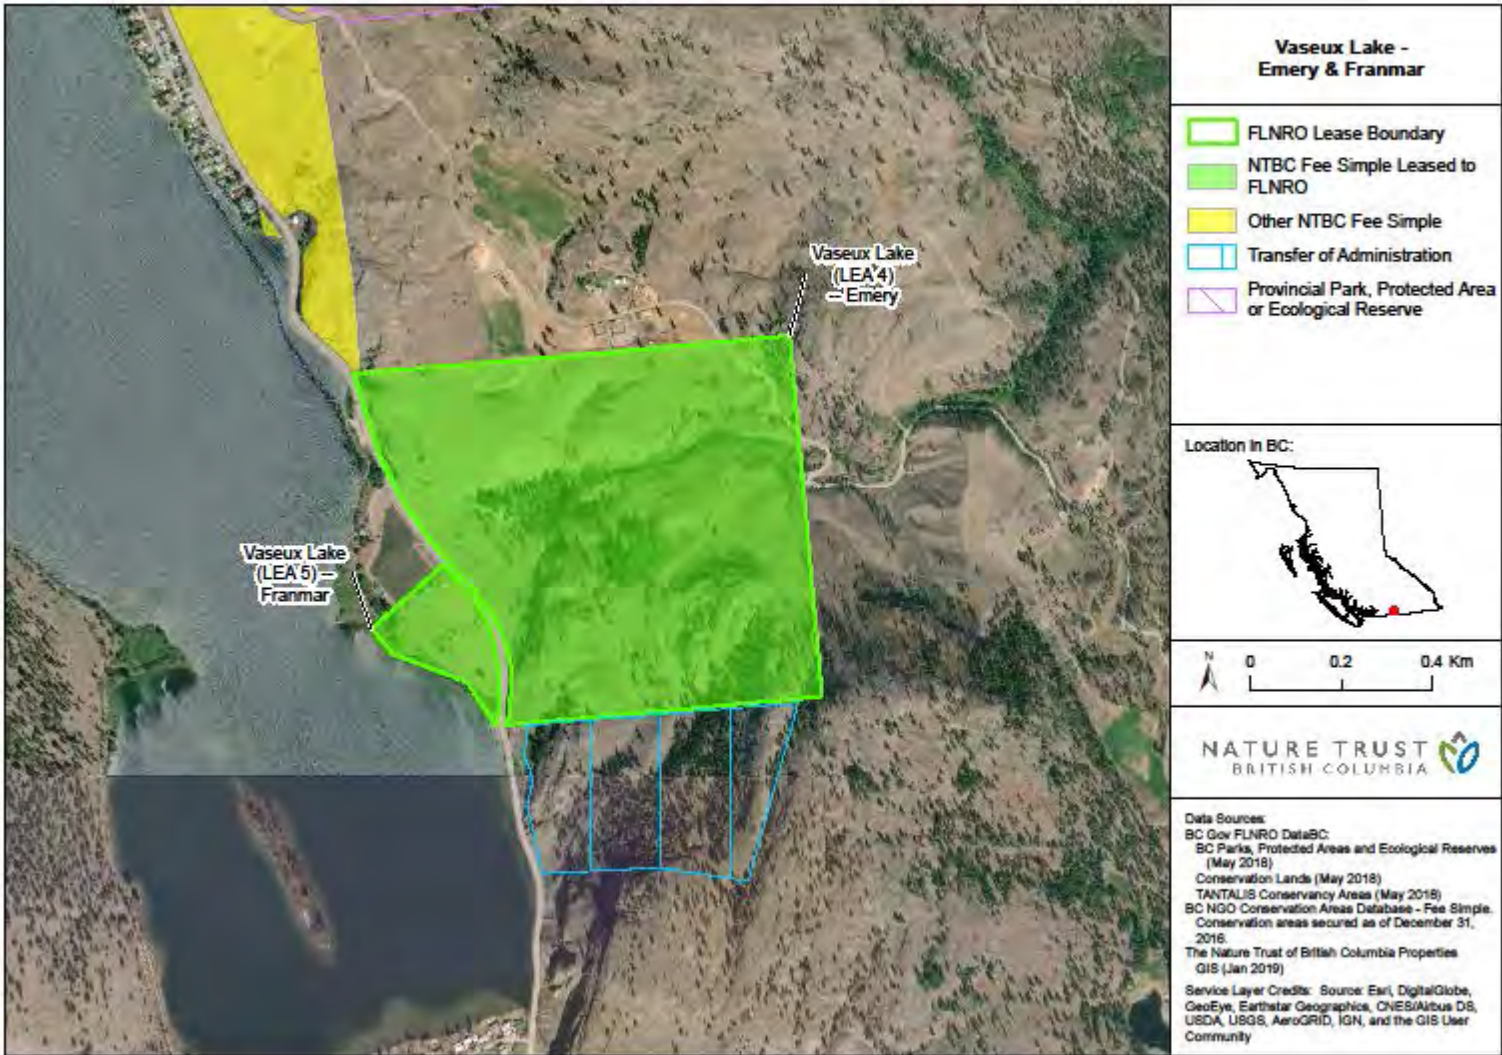 Vaseux Lake -
Emery & Franmar
FLNRO Lease Boundary
NTBC Fee Simple Leased to
FLNRO
Other NTBC Fee Simple
Transfer of Administration
Provincial Park, Protected Area
or Ecological Reserve
Vaseux Lake
(LEA 4)
-- Emery
Vaseux Lake
(LEA 5) --
Franmar
Location in BC:
N
0 0.2 0.4 Km
NATURE TRUST
BRITISH COLUMBIA
Data Sources:
BC Gov FLNRO DataBC:
BC Parks, Protected Areas and Ecological Reserves
(May 2018)
Conservation Lands (May 2018)
TANTALIS Conservancy Areas (May 2018)
BC NGO Conservation Areas Database - Fee Simple.
Conservation areas secured as of December 31,
2016.
The Nature Trust of British Columbia Properties
GIS (Jan 2019)
Service Layer Credits: Source: Esri, DigitalGlobe,
GeoEye, Earthstar Geographics, CNES/Airbus DS,
USDA, USGS, AeroGRID, IGN, and the GIS User
Community